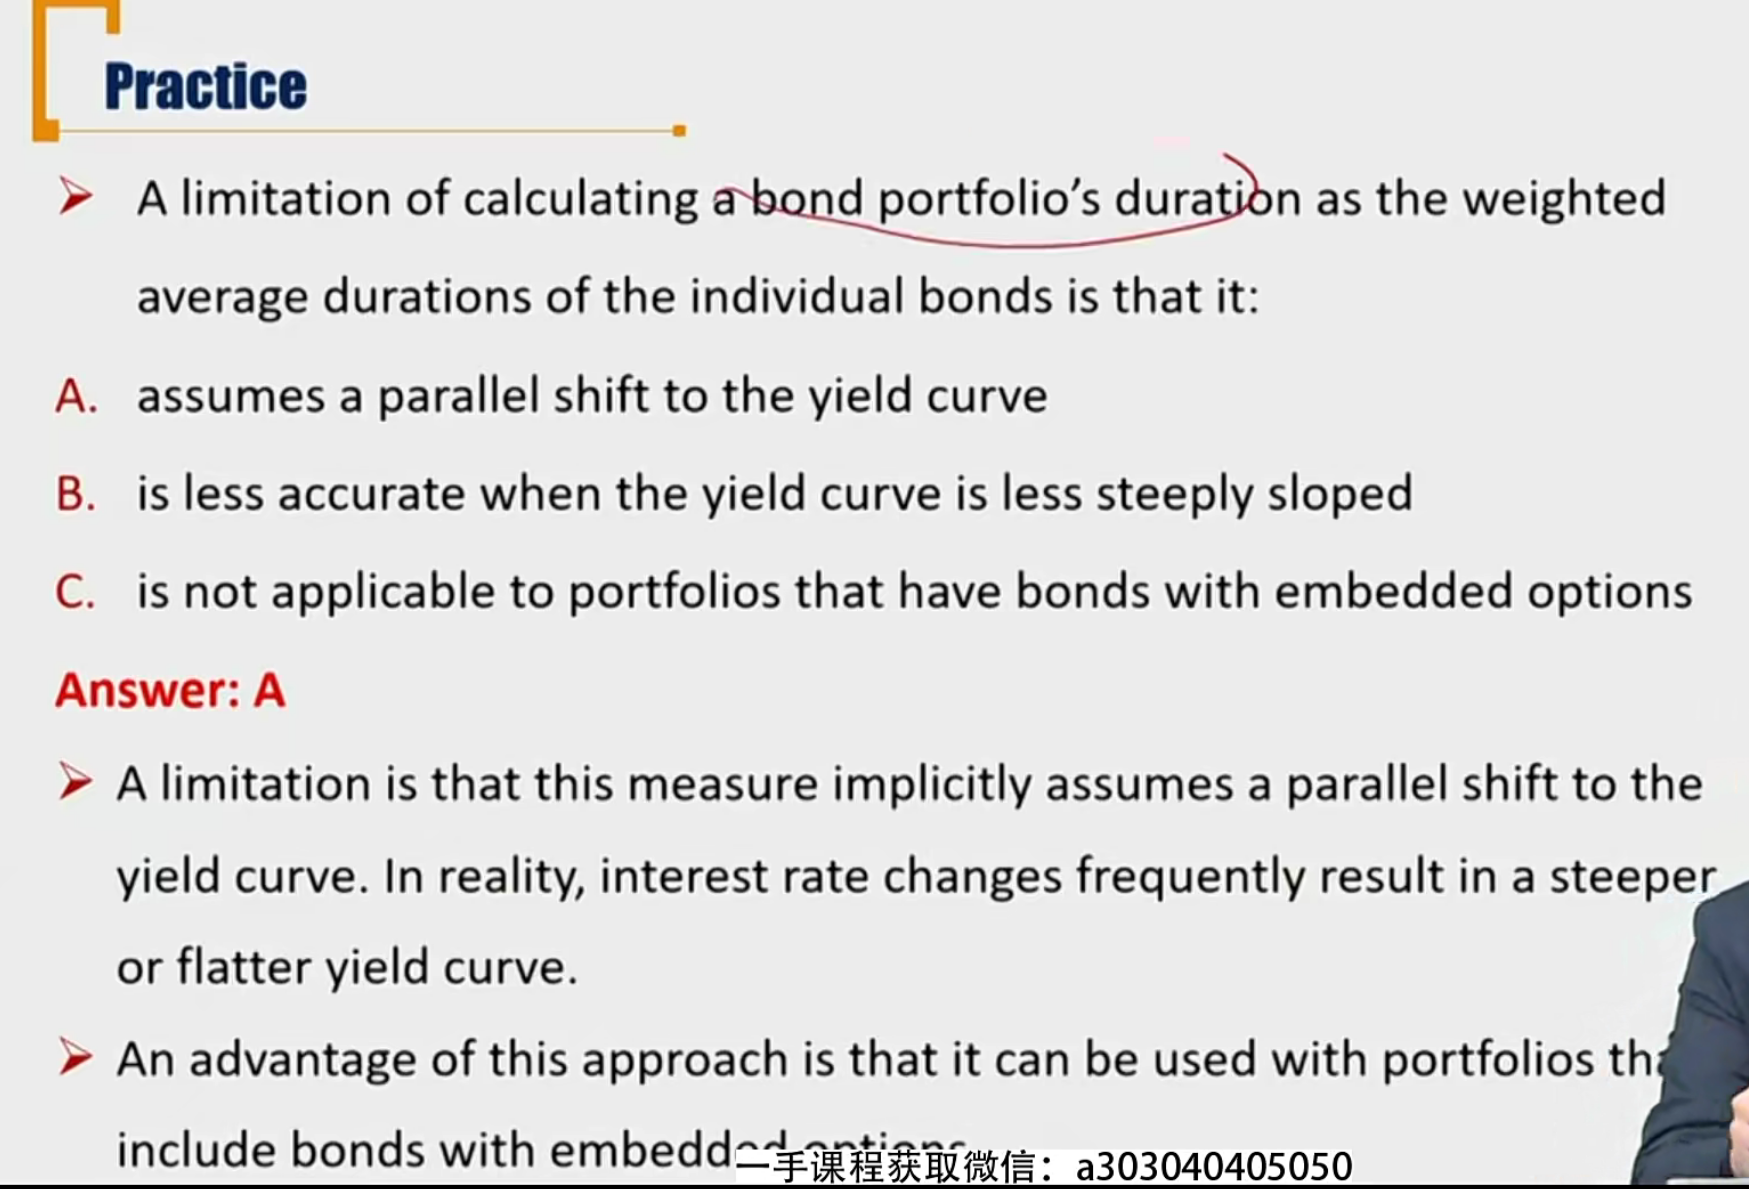 Practice
A limitation of calculating a bond portfolio's duration as the weighted
average durations of the individual bonds is that it:
A. assumes a parallel shift to the yield curve
B. is less accurate when the yield curve is less steeply sloped
C. is not applicable to portfolios that have bonds with embedded options
Answer: A
A limitation is that this measure implicitly assumes a parallel shift to the
yield curve. In reality, interest rate changes frequently result in a steeper
or flatter yield curve.
An advantage of this approach is that it can be used with portfolios
include bonds with embedded options.
一手课程获取微信：a303040405050